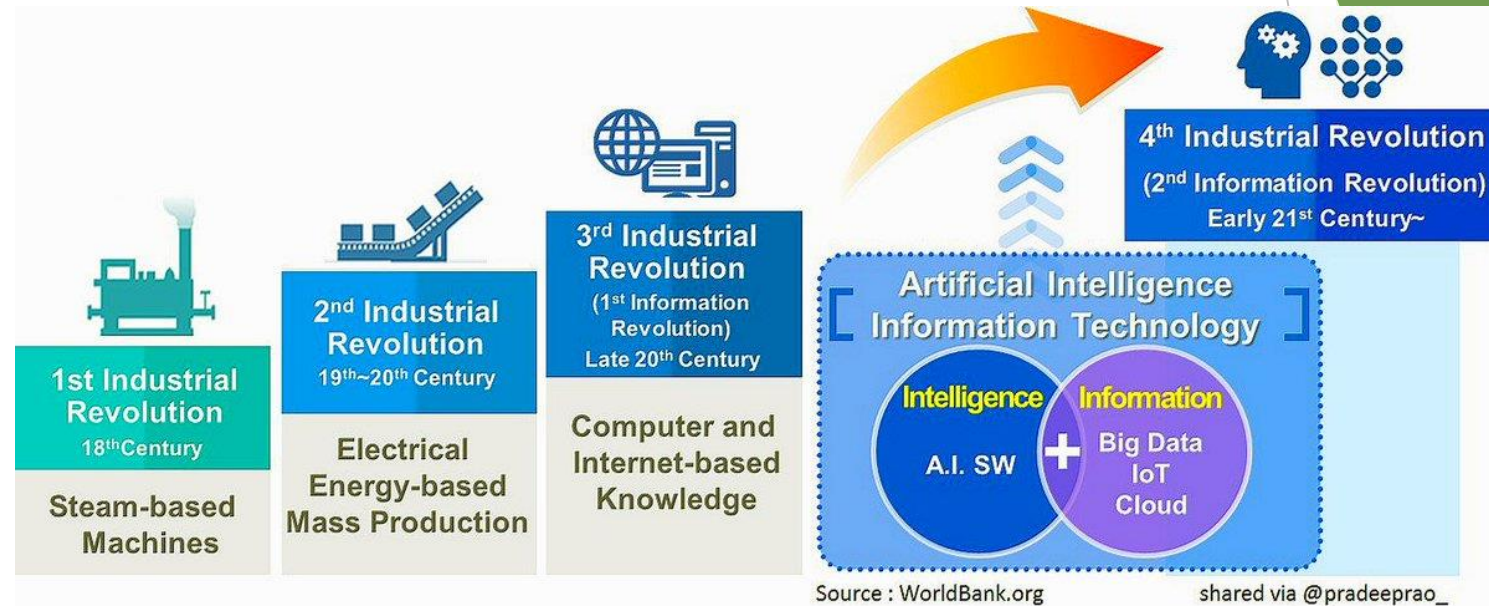 1st Industrial
Revolution
18thCentury
Steam-based
Machines
2nd Industrial
Revolution
19th~20th Century
Electrical
Energy-based
Mass Production
3rd Industrial
Revolution
(1st Information
Revolution)
Late 20th Century
Computer and
Internet-based
Knowledge
4th Industrial Revolution
(2nd Information Revolution)
Early 21st Century~
[ Artificial Intelligence
Information Technology ]
Intelligence
A.I. SW
+
Information
Big Data
IoT
Cloud
Source : WorldBank.org
shared via @pradeeprao_